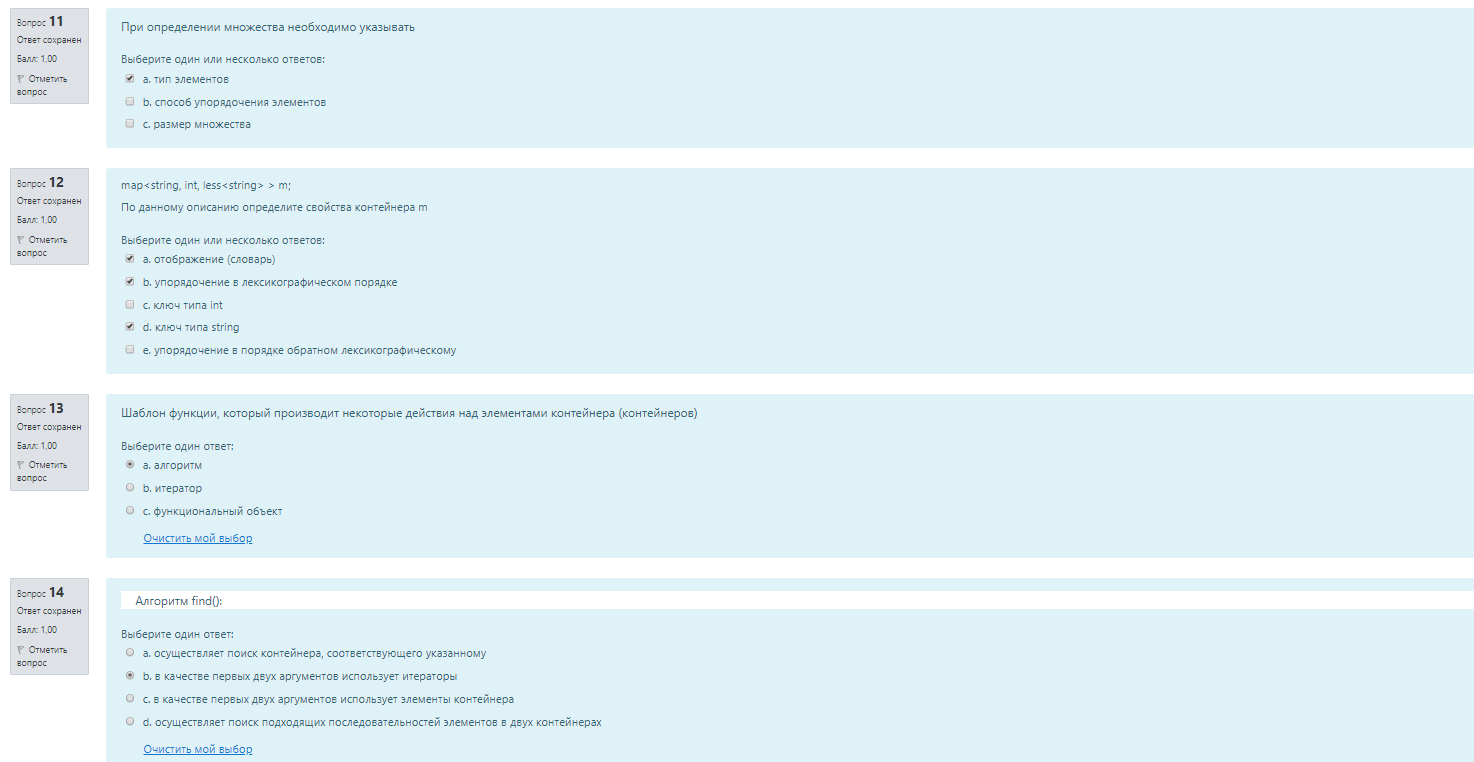 Вопрос 11
Ответ сохранен
Балл: 1,00
Отметить
вопрос
При определении множества необходимо указывать
Выберите один или несколько ответов:
a. тип элементов
b. способ упорядочения элементов
c. размер множества
Вопрос 12
Ответ сохранен
Балл: 1,00
Отметить
вопрос
map<string, int, less<string> > m;
По данному описанию определите свойства контейнера m
Выберите один или несколько ответов:
a. отображение (словарь)
b. упорядочение в лексикографическом порядке
c. ключ типа int
d. ключ типа string
e. упорядочение в порядке обратном лексикографическому
Вопрос 13
Ответ сохранен
Балл: 1,00
Отметить
вопрос
Шаблон функции, который производит некоторые действия над элементами контейнера (контейнеров)
Выберите один ответ:
a. алгоритм
b. итератор
c. функциональный объект
Очистить мой выбор
Вопрос 14
Ответ сохранен
Балл: 1,00
Отметить
вопрос
Алгоритм find():
Выберите один ответ:
a. осуществляет поиск контейнера, соответствующего указанному
b. в качестве первых двух аргументов использует итераторы
c. в качестве первых двух аргументов использует элементы контейнера
d. осуществляет поиск подходящих последовательностей элементов в двух контейнерах
Очистить мой выбор